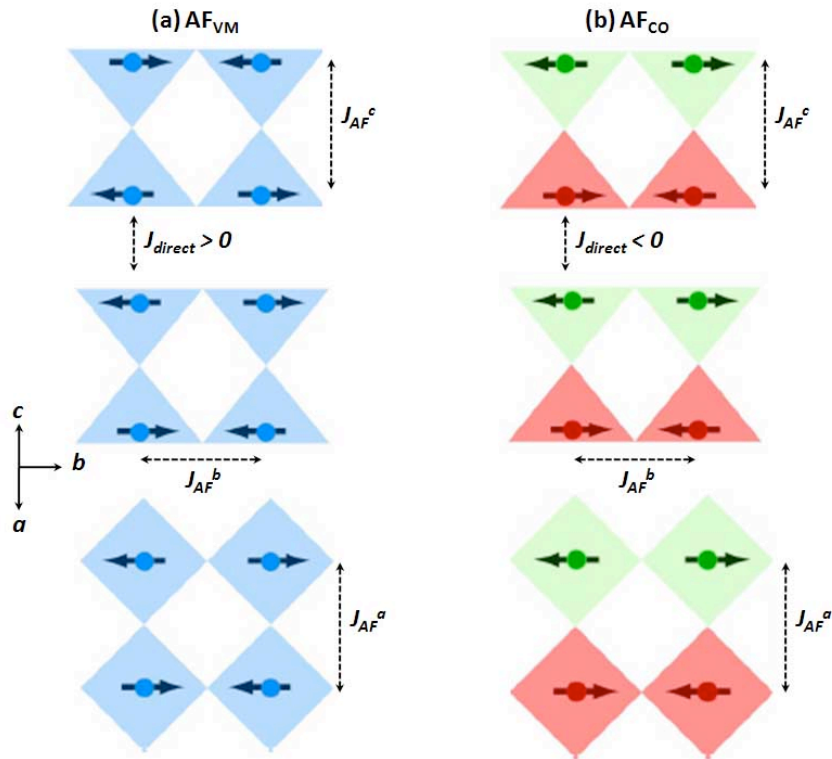 (a) AF_VM
(b) AF_CO
J_AF^c
J_AF^c
J_direct > 0
J_direct < 0
c
b
a
J_AF^b
J_AF^b
J_AF^a
J_AF^a